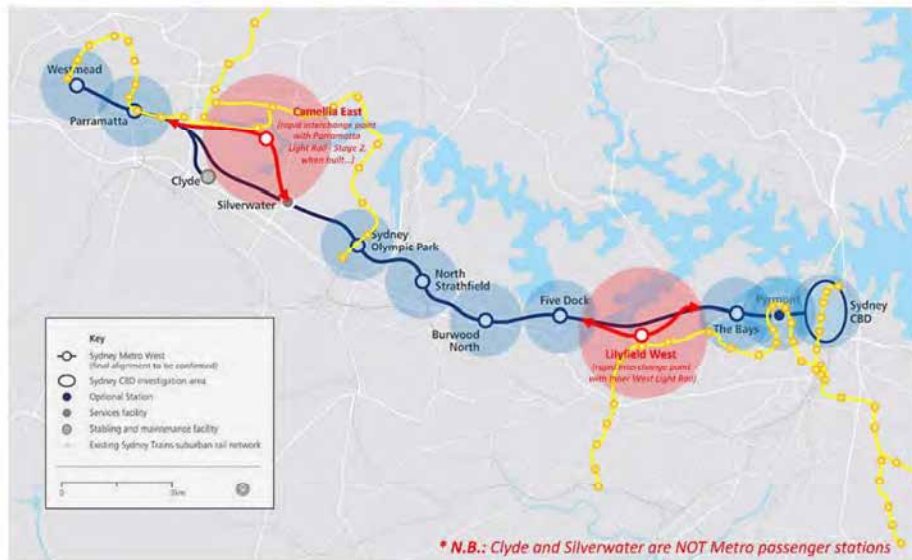 Westmead
Parramatta
Camellia East
(rapid interchange point
with Parramatta
Light Rail - Stage 2,
when built...)
Clyde
Silverwater
Sydney
Olympic Park
North
Strathfield
Burwood
North
Five Dock
Lilyfield West
(rapid interchange point
with Inner West Light Rail)
The Bays
Pyrmont
Sydney
CBD
Key
Sydney Metro West
(final alignment to be confirmed)
Sydney CBD investigation area
Optional Station
Services facility
Stabling and maintenance facility
Existing Sydney Trains suburban rail network
0
* N.B.: Clyde and Silverwater are NOT Metro passenger stations